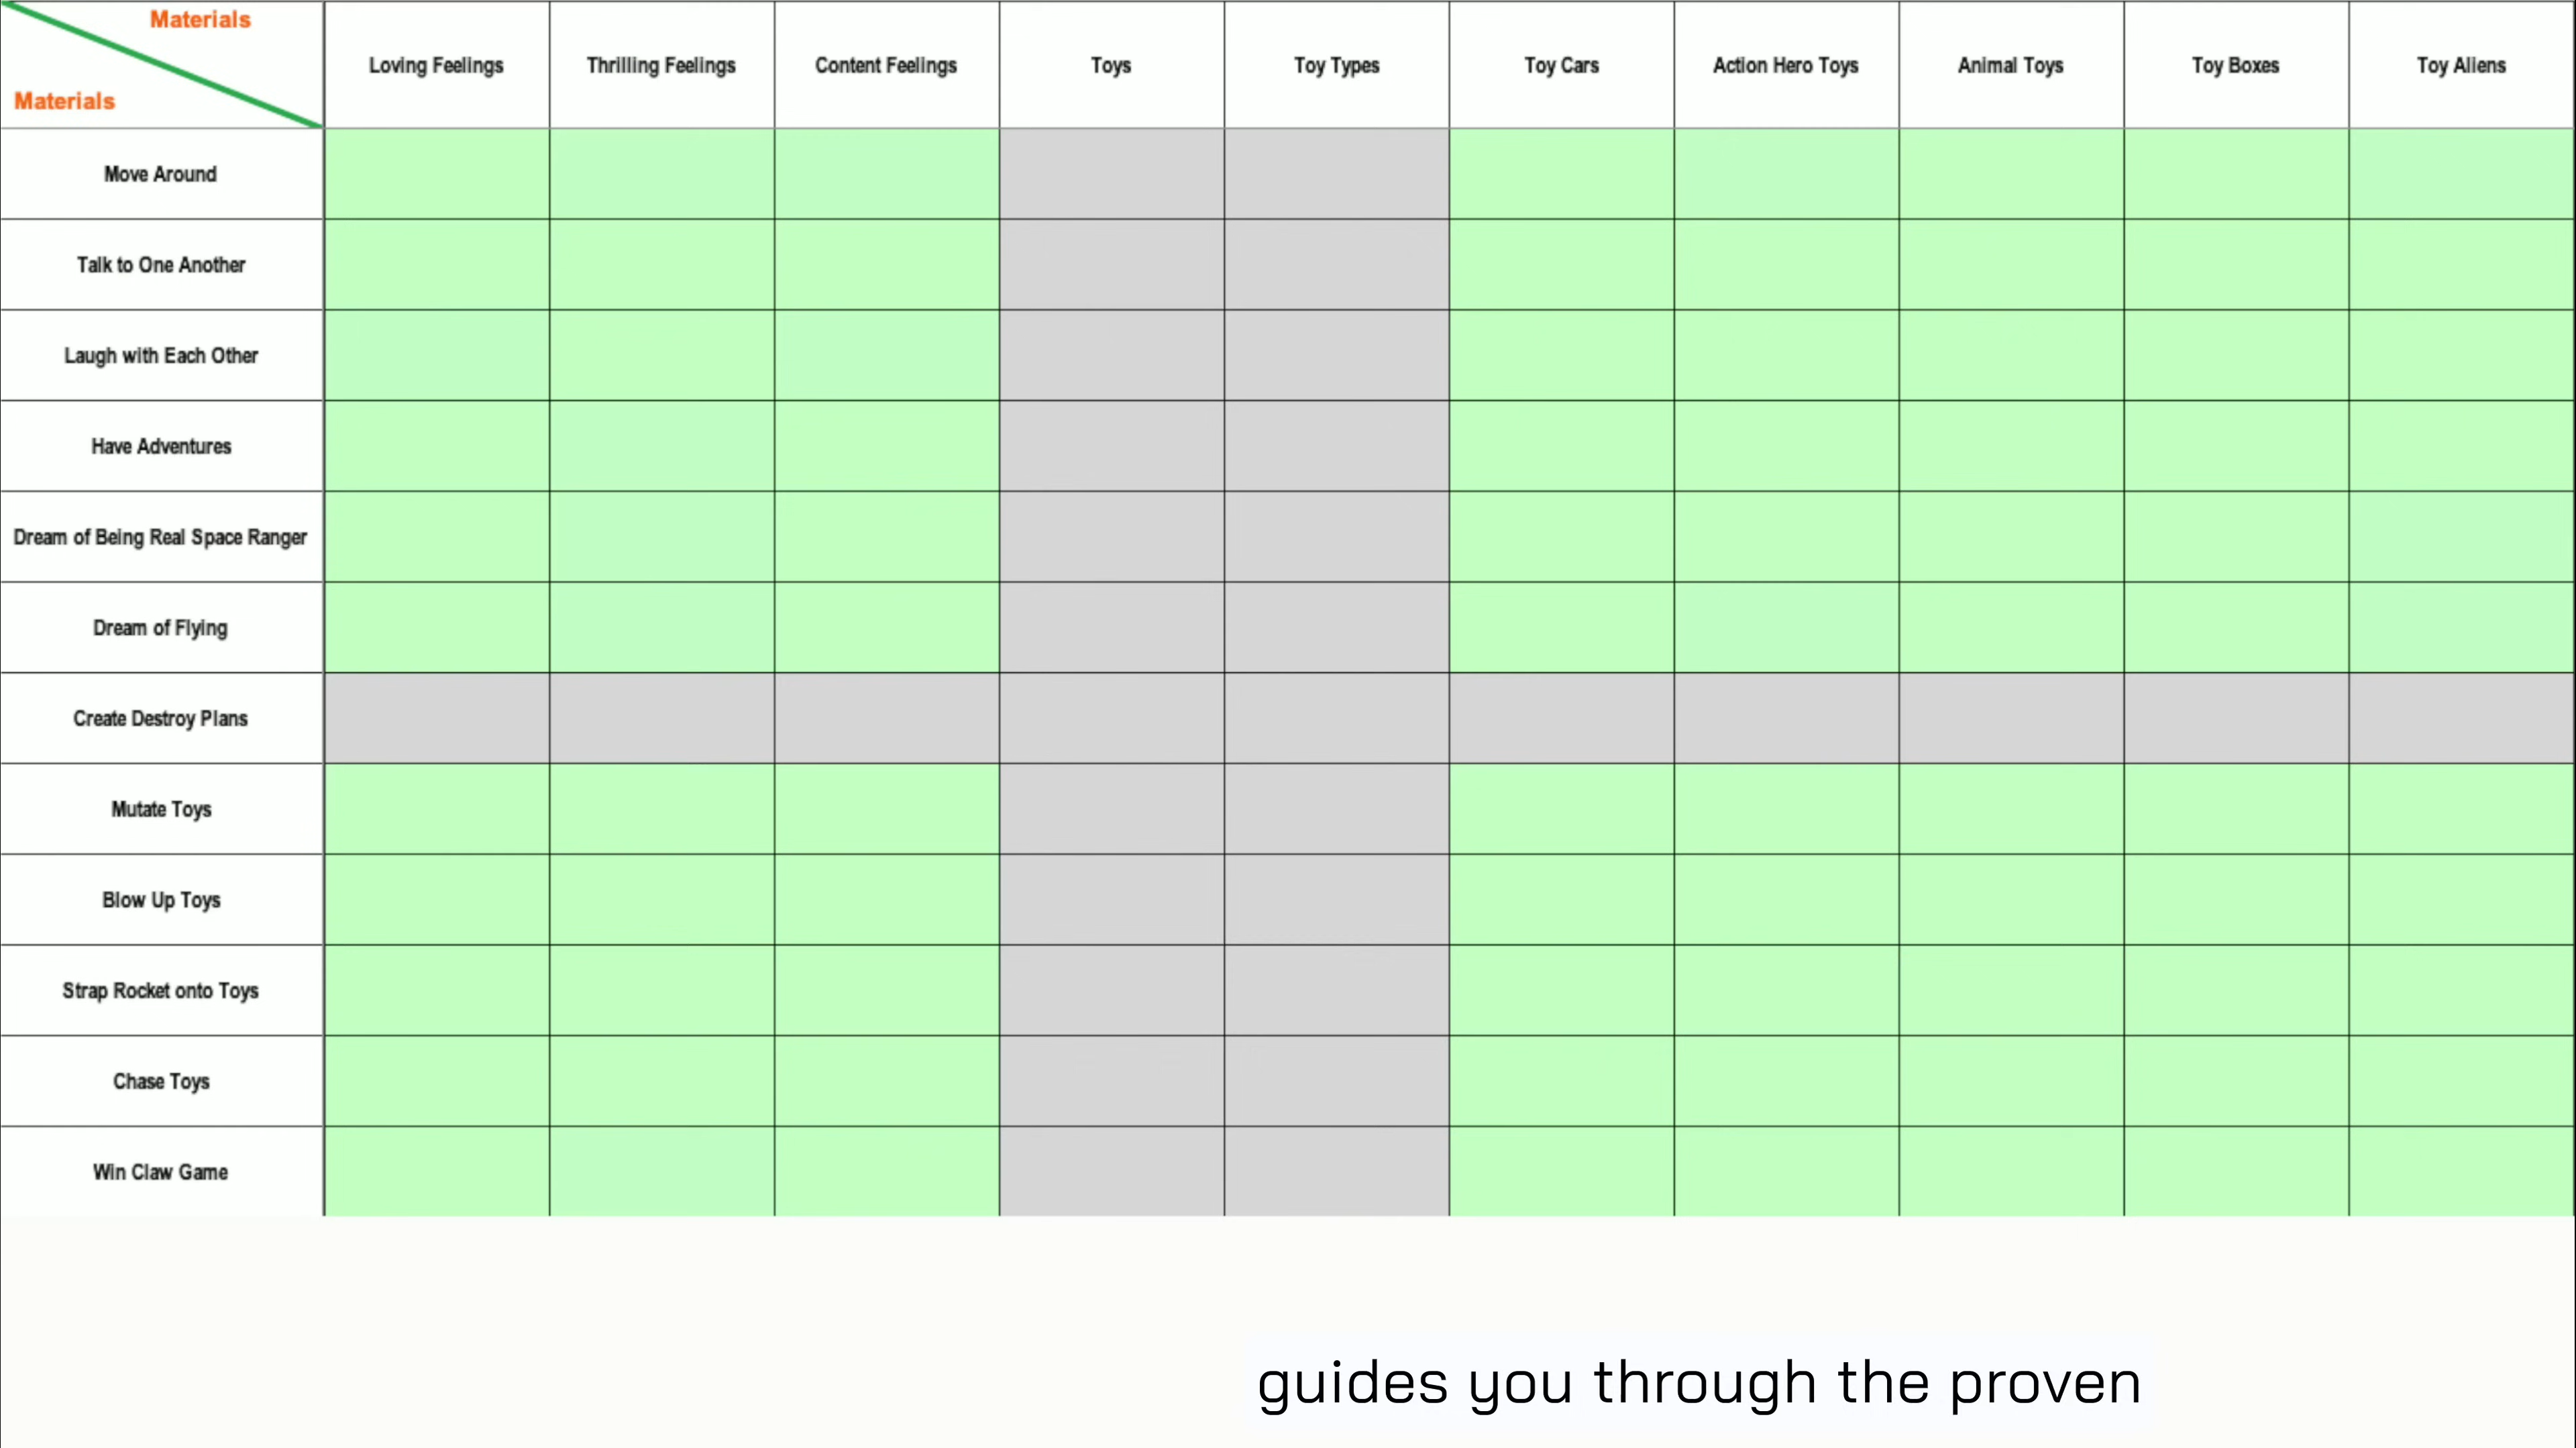 Materials
Materials
Loving Feelings
Thrilling Feelings
Content Feelings
Toys
Toy Types
Toy Cars
Action Hero Toys
Animal Toys
Toy Boxes
Toy Aliens
Move Around
Talk to One Another
Laugh with Each Other
Have Adventures
Dream of Being Real Space Ranger
Dream of Flying
Create Destroy Plans
Mutate Toys
Blow Up Toys
Strap Rocket onto Toys
Chase Toys
Win Claw Game
guides you through the proven